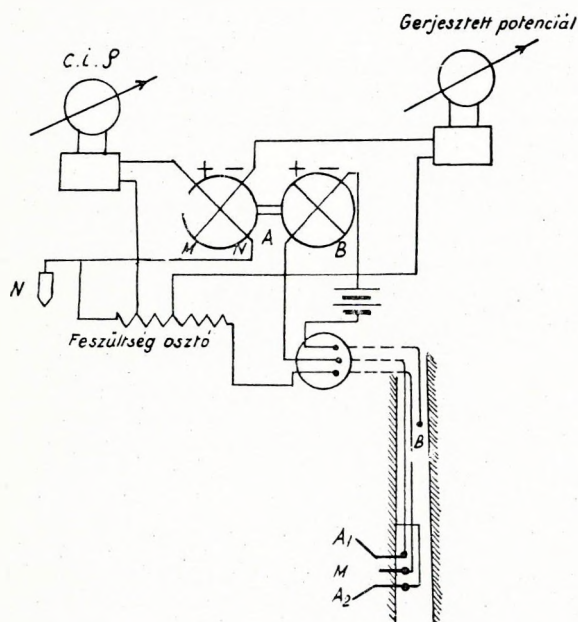 Gerjesztett potenciál
c.i.ρ
+ -
+ -
M
N
A
B
N
Feszültség osztó
B
A1
M
A2